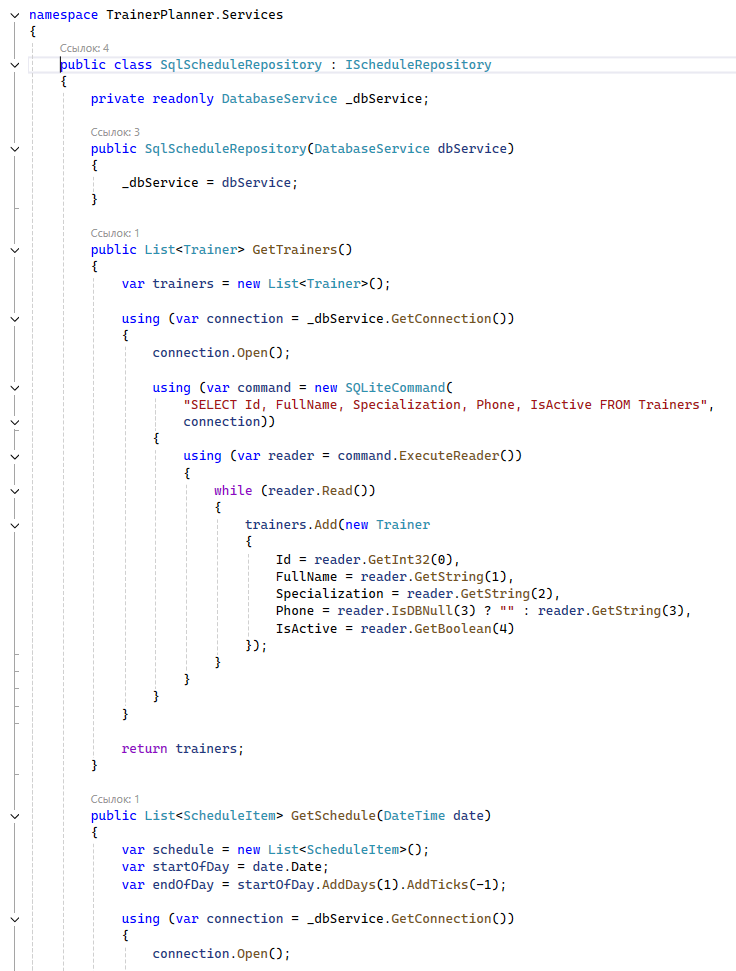 namespace TrainerPlanner.Services
{
Ссылок: 4
public class SqlScheduleRepository : IScheduleRepository
{
private readonly DatabaseService _dbService;
Ссылок: 3
public SqlScheduleRepository(DatabaseService dbService)
{
_dbService = dbService;
}
Ссылок: 1
public List<Trainer> GetTrainers()
{
var trainers = new List<Trainer>();
using (var connection = _dbService.GetConnection())
{
connection.Open();
using (var command = new SQLiteCommand(
"SELECT Id, FullName, Specialization, Phone, IsActive FROM Trainers",
connection))
{
using (var reader = command.ExecuteReader())
{
while (reader.Read())
{
trainers.Add(new Trainer
{
Id = reader.GetInt32(0),
FullName = reader.GetString(1),
Specialization = reader.GetString(2),
Phone = reader.IsDBNull(3) ? "" : reader.GetString(3),
IsActive = reader.GetBoolean(4)
});
}
}
}
}
return trainers;
}
Ссылок: 1
public List<ScheduleItem> GetSchedule(DateTime date)
{
var schedule = new List<ScheduleItem>();
var startOfDay = date.Date;
var endOfDay = startOfDay.AddDays(1).AddTicks(-1);
using (var connection = _dbService.GetConnection())
{
connection.Open();